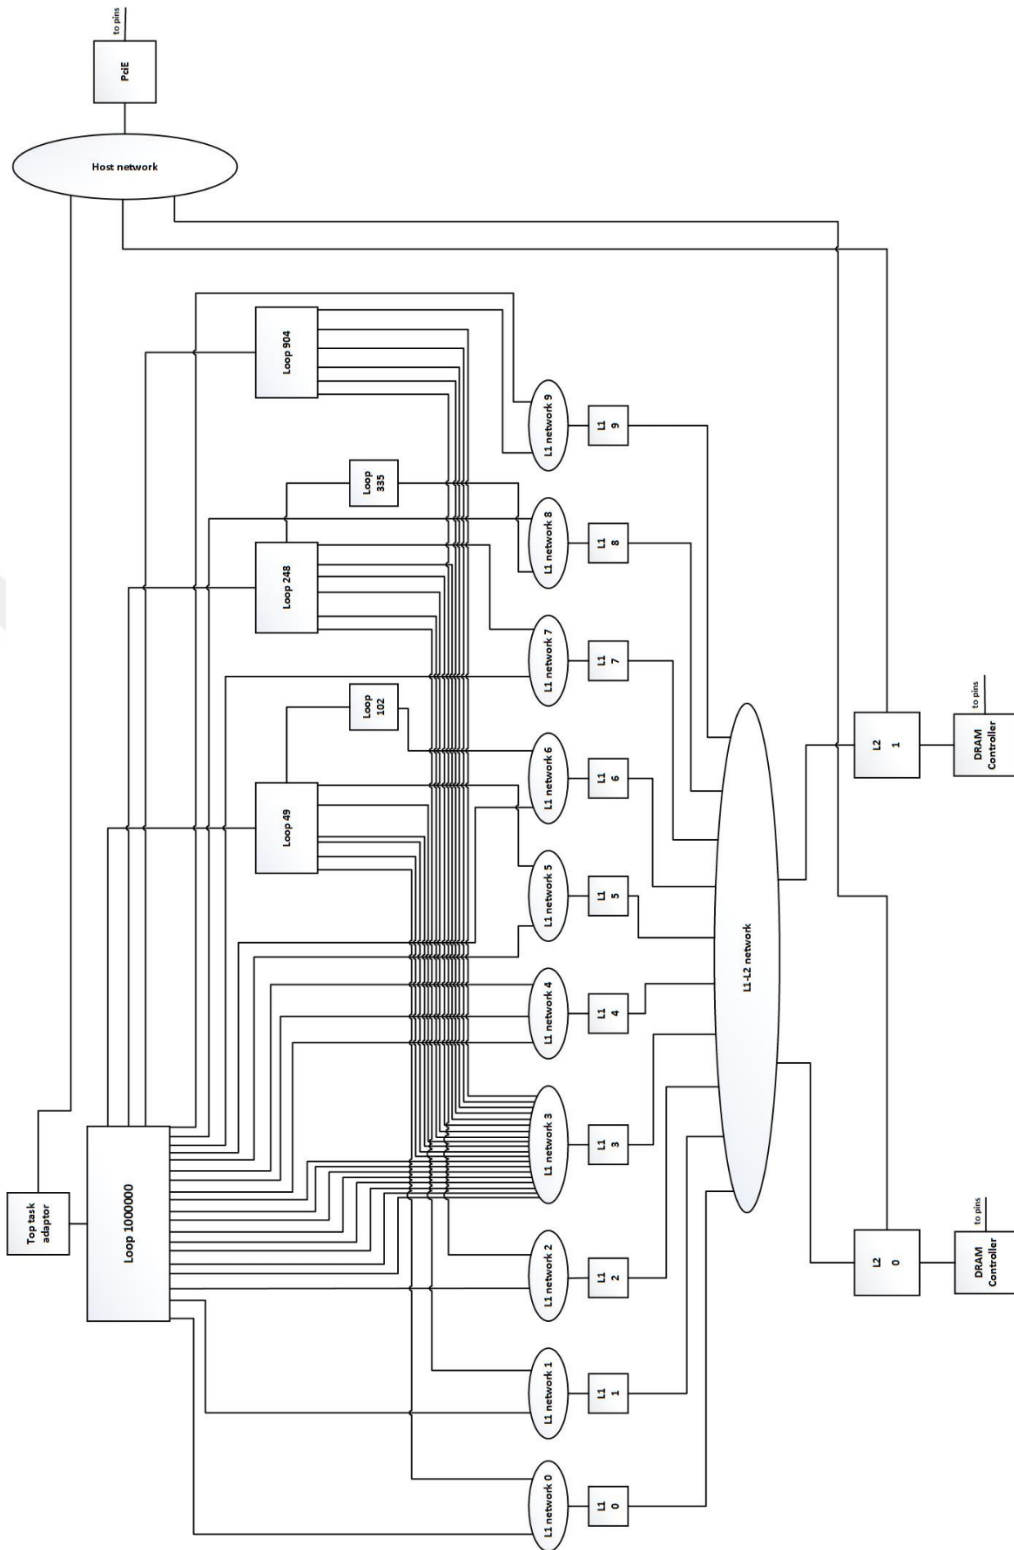 to pins
PciE
Host network
Loop 904
Loop
335
Loop 248
Loop
102
Loop 49
Top task
adaptor
Loop 1000000
L1 network 9
L1 network 8
L1 network 7
L1 network 6
L1 network 5
L1 network 4
L1 network 3
L1 network 2
L1 network 1
L1 network 0
L1
9
L1
8
L1
7
L1
6
L1
5
L1
4
L1
3
L1
2
L1
1
L1
0
L1-L2 network
L2
1
L2
0
to pins
DRAM
Controller
to pins
DRAM
Controller